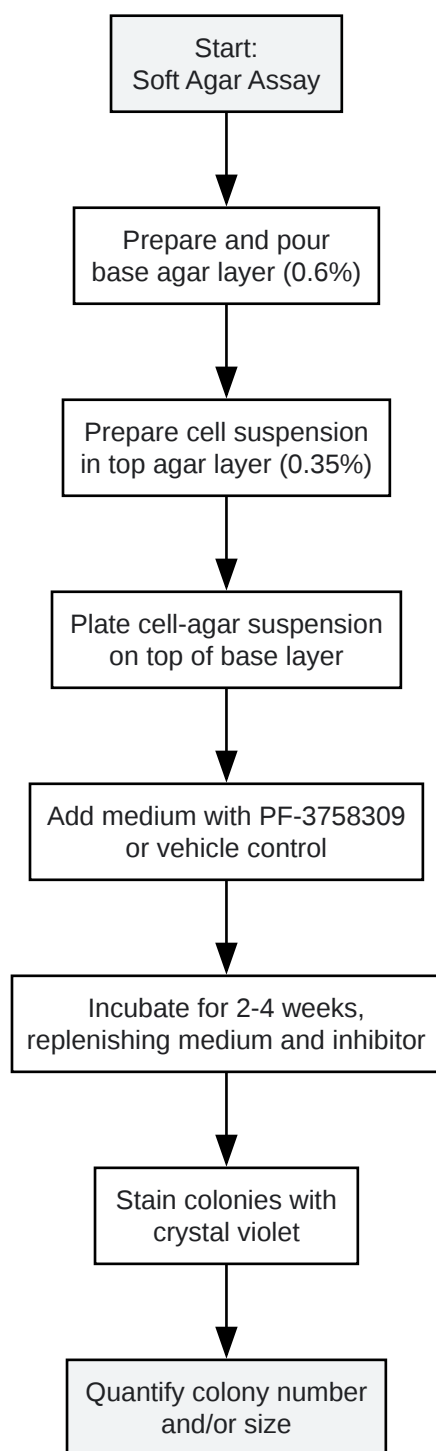 Start:
Soft Agar Assay
Prepare and pour
base agar layer (0.6%)
Prepare cell suspension
in top agar layer (0.35%)
Plate cell-agar suspension
on top of base layer
Add medium with PF-3758309
or vehicle control
Incubate for 2-4 weeks,
replenishing medium and inhibitor
Stain colonies with
crystal violet
Quantify colony number
and/or size